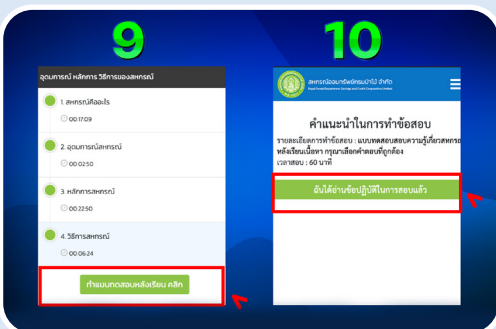 9
อุดมการณ์ หลักการ วิธีการของสหกรณ์
1. สหกรณ์คืออะไร
00:17:09
2. อุดมการณ์สหกรณ์
00:02:50
3. หลักการสหกรณ์
00:22:50
4. วิธีการสหกรณ์
00:06:24
ทำแบบทดสอบหลังเรียน คลิก
10
สหกรณ์ออมทรัพย์กรมป่าไม้ จำกัด
Royal Forest Department Savings and Credit Cooperative Limited
คำแนะนำในการทำข้อสอบ
รายละเอียดการทำข้อสอบ : แบบทดสอบสอบความรู้เกี่ยวสหกรณ
หลังเรียนเนื้อหา กรุณาเลือกคำตอบที่ถูกต้อง
เวลาสอบ : 60 นาที
ฉันได้อ่านข้อปฏิบัติในการสอบแล้ว